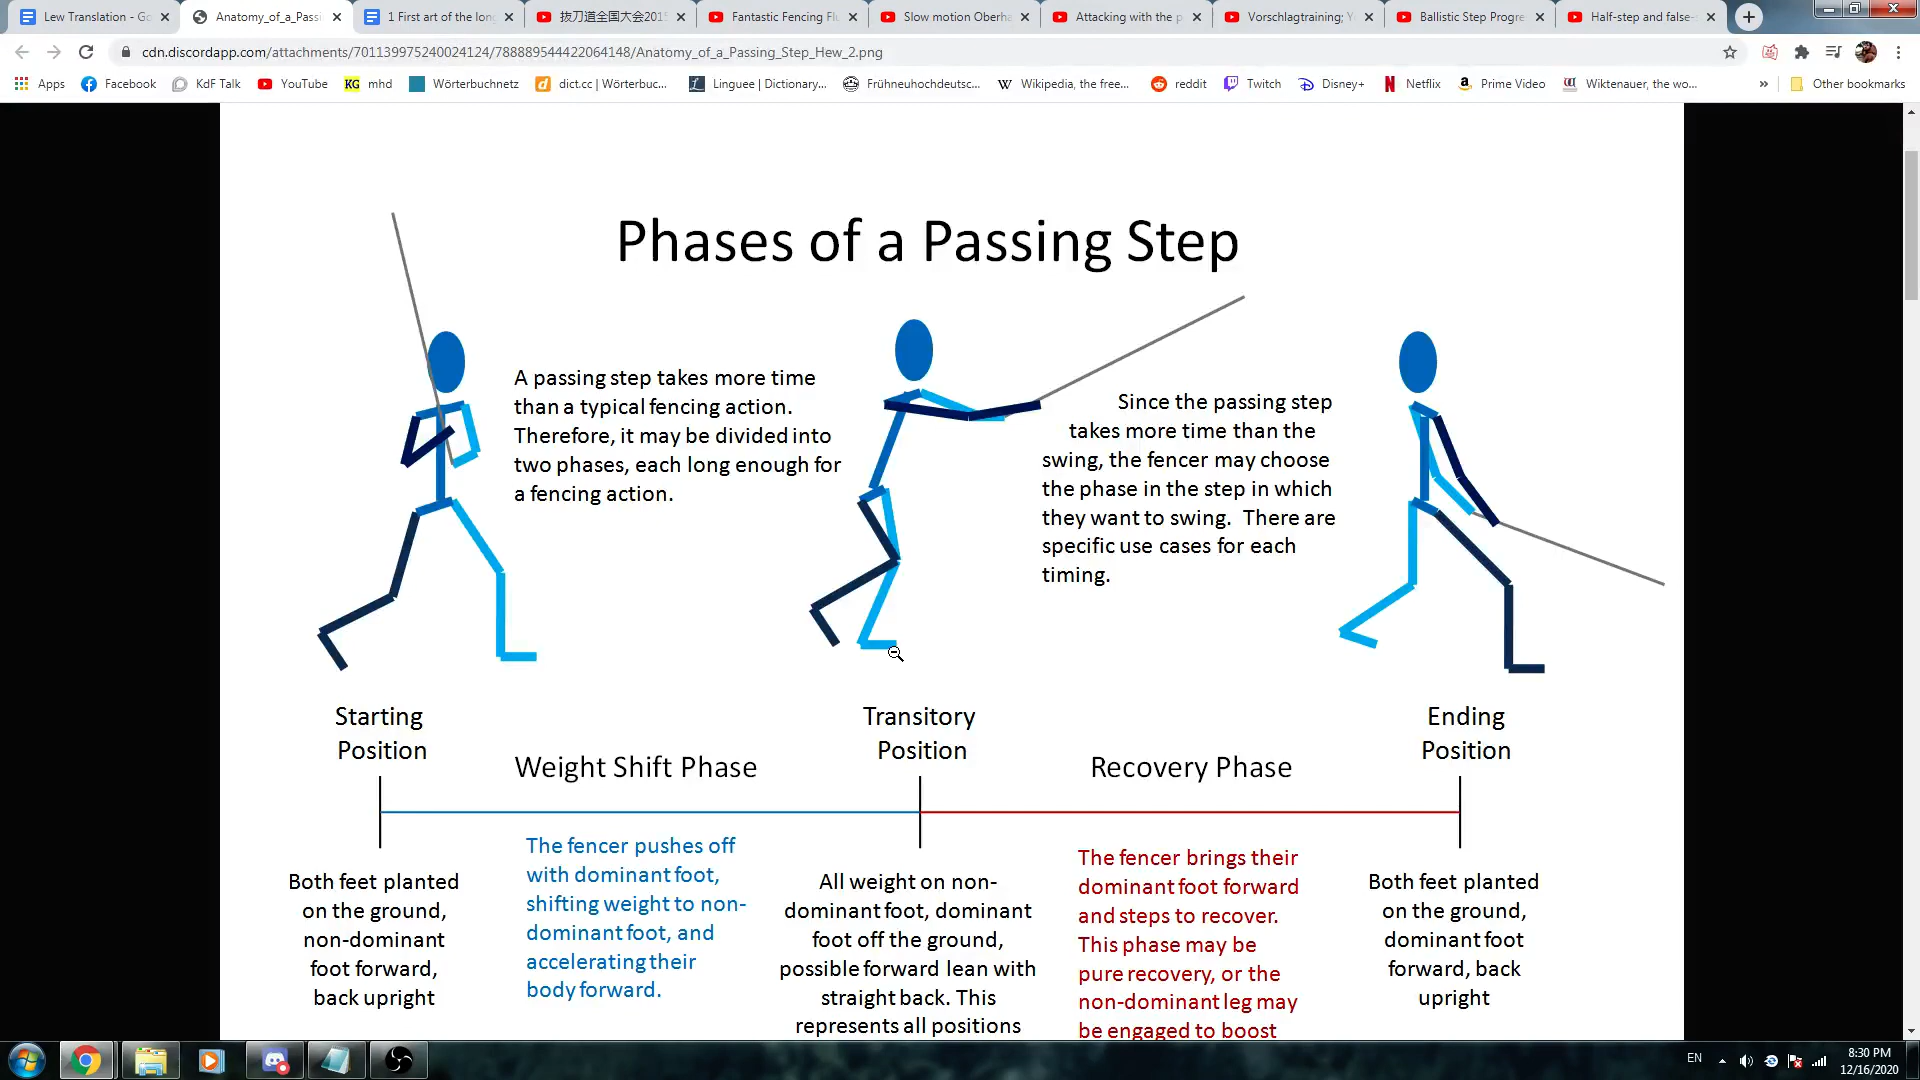 Lew Translation - Go
Anatomy_of_a_Passi
1 First art of the long
抜刀道全国大会2015
Fantastic Fencing Flu
Slow motion Oberha
Attacking with the p
Vorschlagtraining; Y
Ballistic Step Progre
Half-step and false-
cdn.discordapp.com/attachments/701139975240024124/788889544422064148/Anatomy_of_a_Passing_Step_Hew_2.png
Apps
Facebook
KdF Talk
YouTube
KG
mhd
Wörterbuchnetz
dict.cc | Wörterbuc...
Linguee | Dictionary...
Frühneuhochdeutsc...
Wikipedia, the free...
reddit
Twitch
Disney+
Netflix
Prime Video
Wiktenauer, the wo...
»
Other bookmarks
Phases of a Passing Step
A passing step takes more time
than a typical fencing action.
Therefore, it may be divided into
two phases, each long enough for
a fencing action.
Since the passing step
takes more time than the
swing, the fencer may choose
the phase in the step in which
they want to swing. There are
specific use cases for each
timing.
Starting
Position
Transitory
Position
Ending
Position
Weight Shift Phase
Recovery Phase
Both feet planted
on the ground,
non-dominant
foot forward,
back upright
The fencer pushes off
with dominant foot,
shifting weight to non-
dominant foot, and
accelerating their
body forward.
All weight on non-
dominant foot, dominant
foot off the ground,
possible forward lean with
straight back. This
represents all positions
The fencer brings their
dominant foot forward
and steps to recover.
This phase may be
pure recovery, or the
non-dominant leg may
be engaged to boost
Both feet planted
on the ground,
dominant foot
forward, back
upright
EN
8:30 PM
12/16/2020